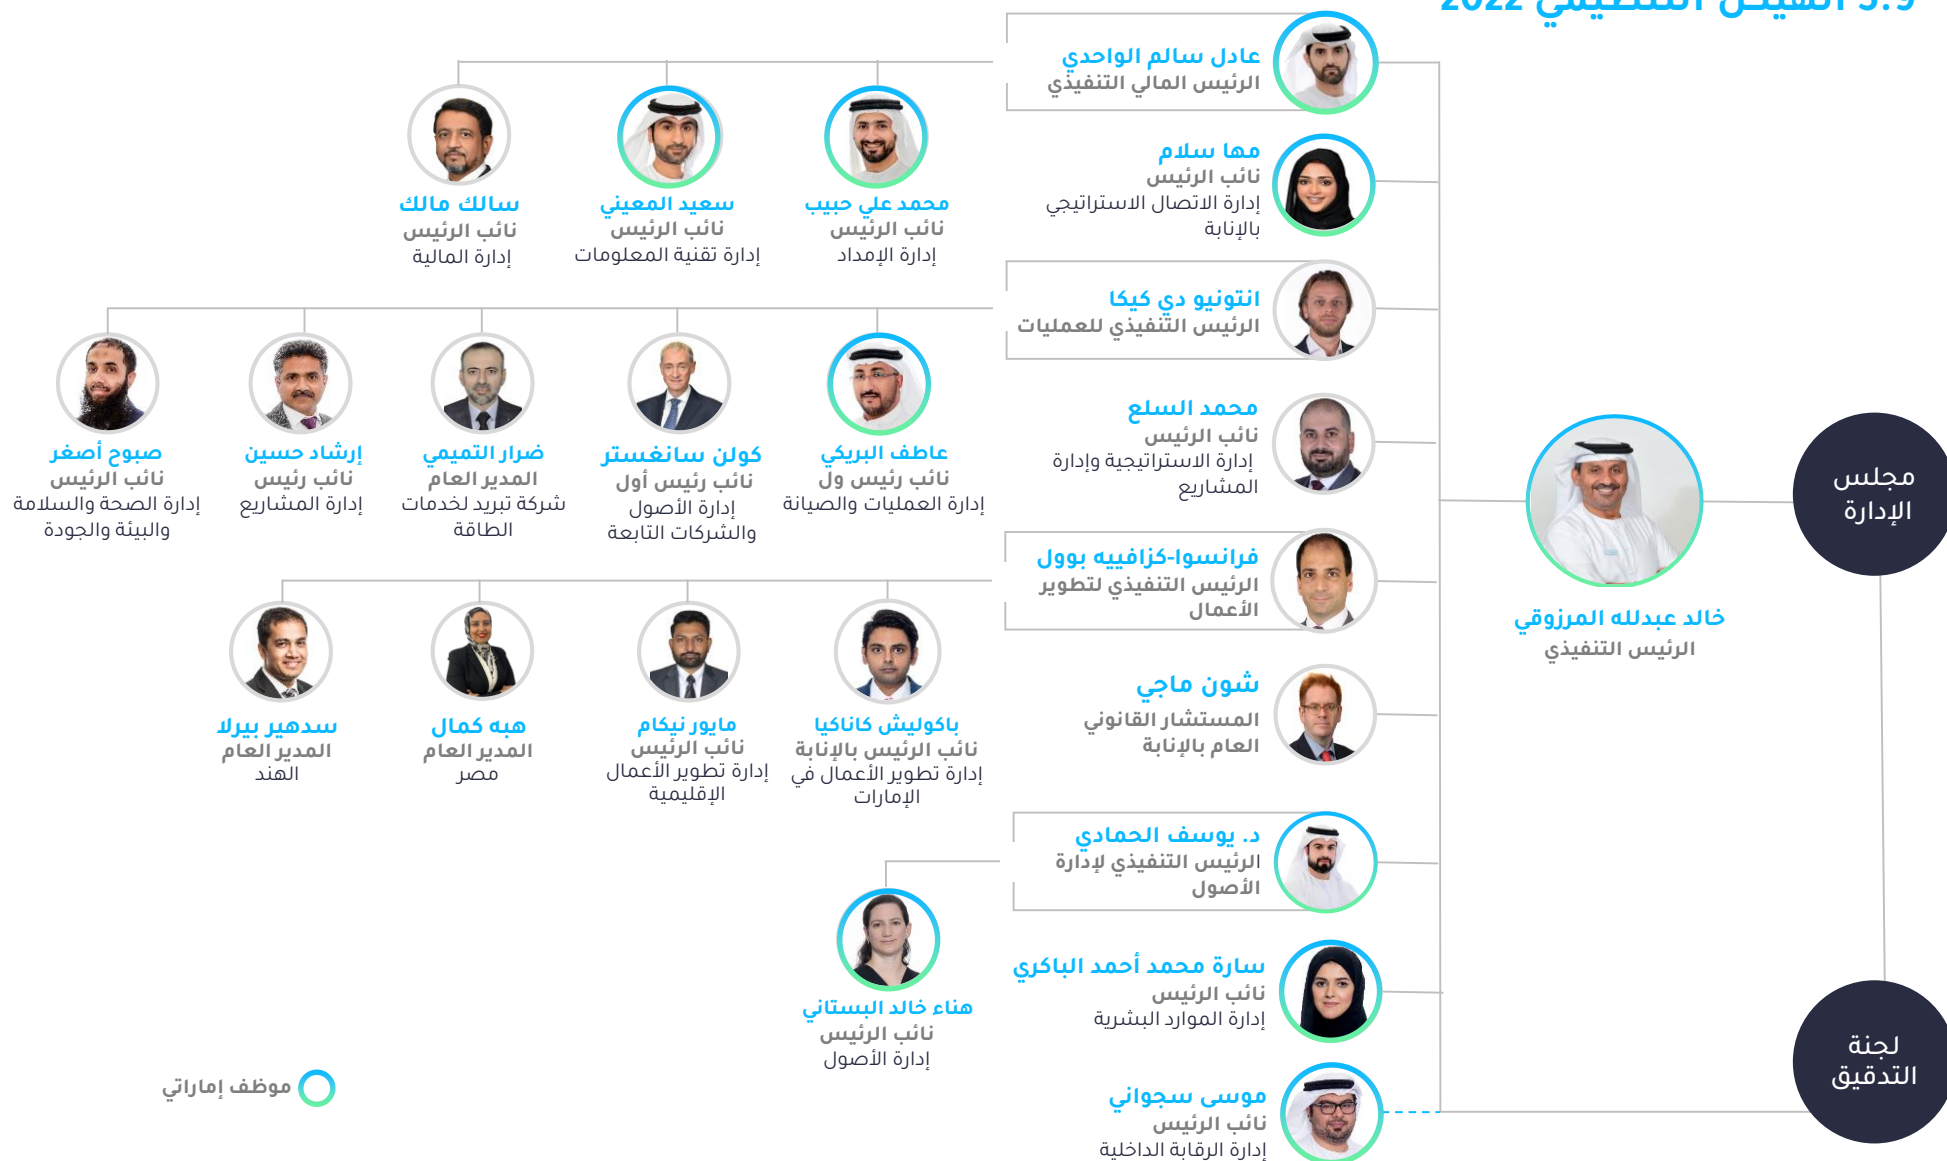 5.9 الهيكل التنظيمي 2022
مجلس
الإدارة
لجنة
التدقيق
خالد عبدلله المرزوقي
الرئيس التنفيذي
عادل سالم الواحدي
الرئيس المالي التنفيذي
محمد علي حبيب
نائب الرئيس
إدارة الإمداد
سعيد المعيني
نائب الرئيس
إدارة تقنية المعلومات
سالك مالك
نائب الرئيس
إدارة المالية
مها سلام
نائب الرئيس
إدارة الاتصال الاستراتيجي
بالإنابة
انتونيو دي كيكا
الرئيس التنفيذي للعمليات
عاطف البريكي
نائب رئيس ول
إدارة العمليات والصيانة
كولن سانغستر
نائب رئيس أول
إدارة الأصول
والشركات التابعة
ضرار التميمي
المدير العام
شركة تبريد لخدمات
الطاقة
إرشاد حسين
نائب رئيس
إدارة المشاريع
صبوح أصغر
نائب الرئيس
إدارة الصحة والسلامة
والبيئة والجودة
محمد السلع
نائب الرئيس
إدارة الاستراتيجية وإدارة
المشاريع
فرانسوا-كزافييه بوول
الرئيس التنفيذي لتطوير
الأعمال
باكوليش كاناكيا
نائب الرئيس بالإنابة
إدارة تطوير الأعمال في
الإمارات
مايور نيكام
نائب الرئيس
إدارة تطوير الأعمال
الإقليمية
هبه كمال
المدير العام
مصر
سدهير بيرلا
المدير العام
الهند
شون ماجي
المستشار القانوني
العام بالإنابة
د. يوسف الحمادي
الرئيس التنفيذي لإدارة
الأصول
هناء خالد البستاني
نائب الرئيس
إدارة الأصول
سارة محمد أحمد الباكري
نائب الرئيس
إدارة الموارد البشرية
موسى سجواني
نائب الرئيس
إدارة الرقابة الداخلية
موظف إماراتي